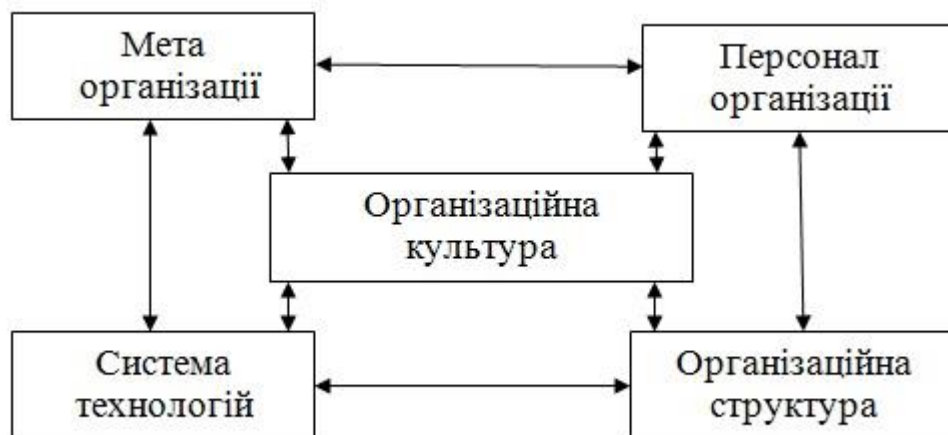 Мета
організації
Персонал
організації
Організаційна
культура
Система
технологій
Організаційна
структура